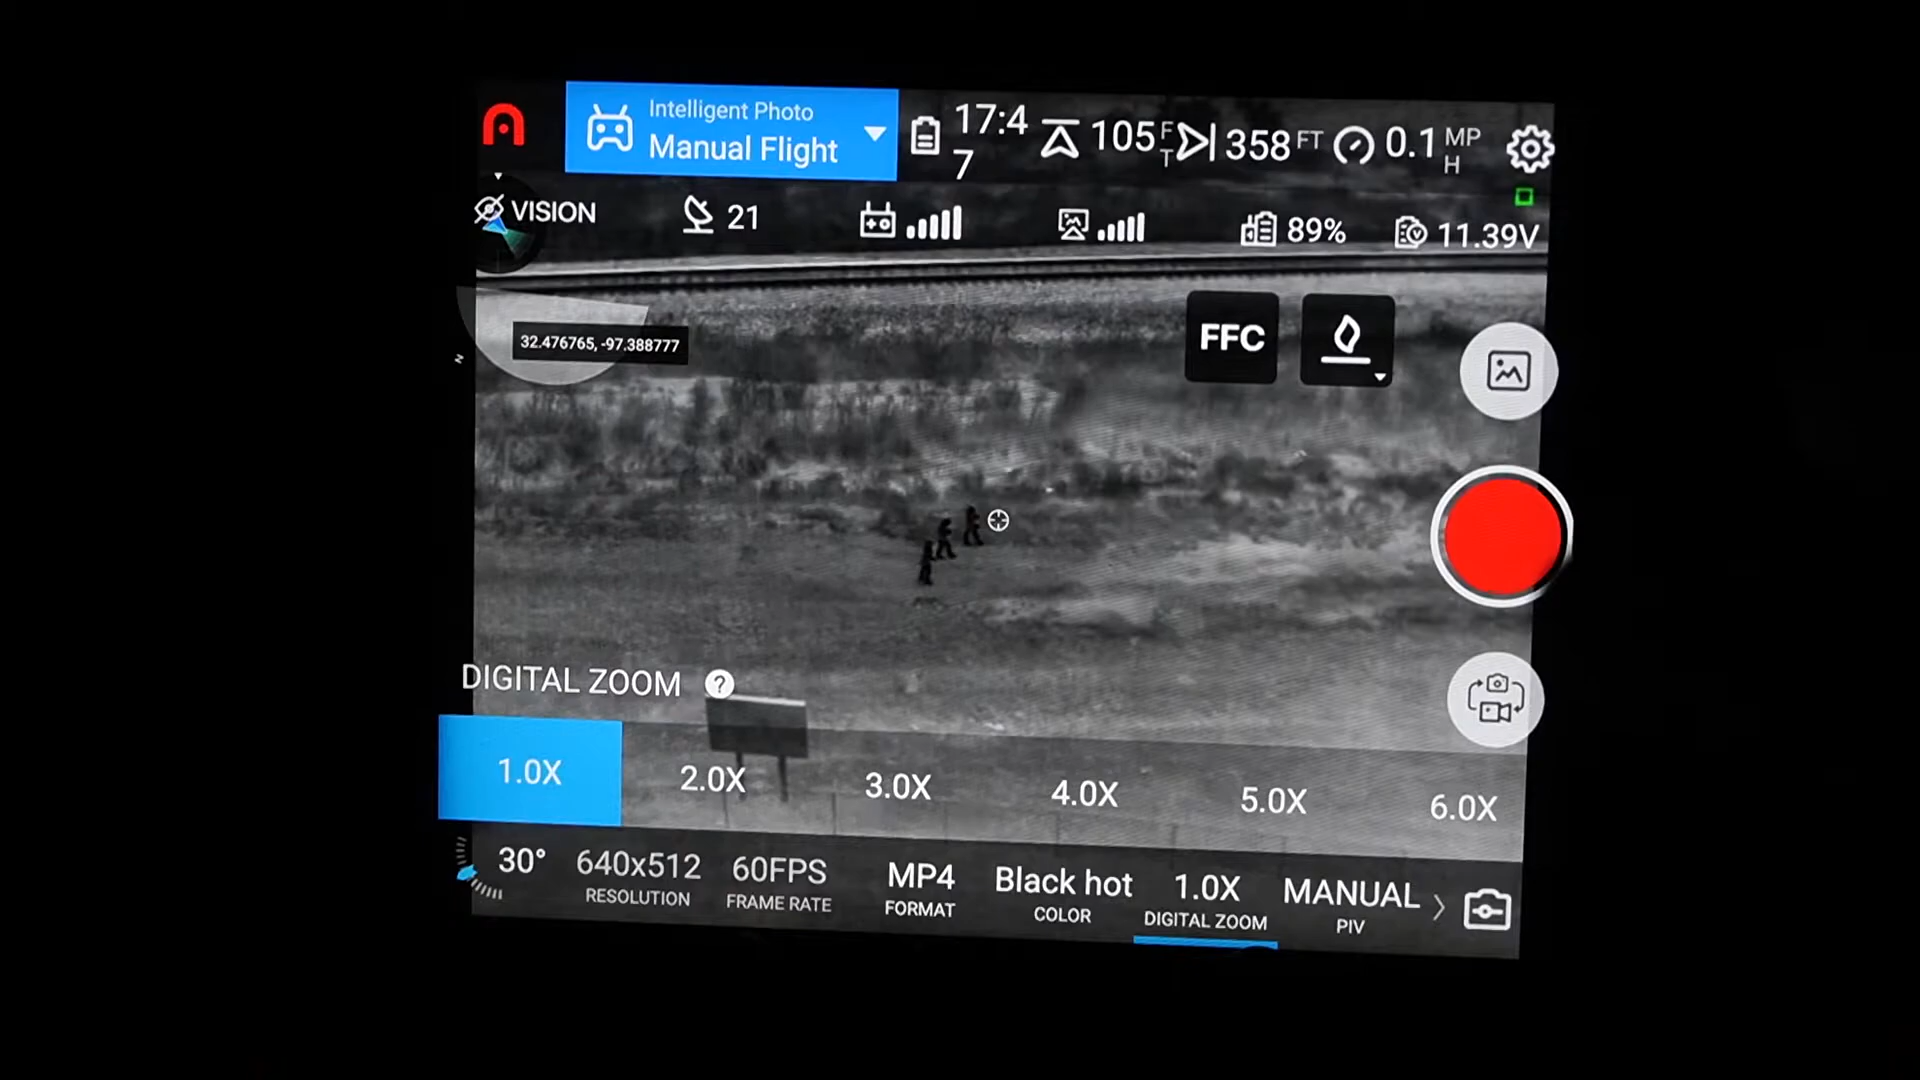 Intelligent Photo
Manual Flight
17:4
7
105 FT
358 FT
0.1 MPH
VISION
21
89%
11.39V
32.476765, -97.388777
N
FFC
DIGITAL ZOOM ?
1.0X 2.0X 3.0X 4.0X 5.0X 6.0X
30°
640x512
RESOLUTION
60FPS
FRAME RATE
MP4
FORMAT
Black hot
COLOR
1.0X
DIGITAL ZOOM
MANUAL
PIV